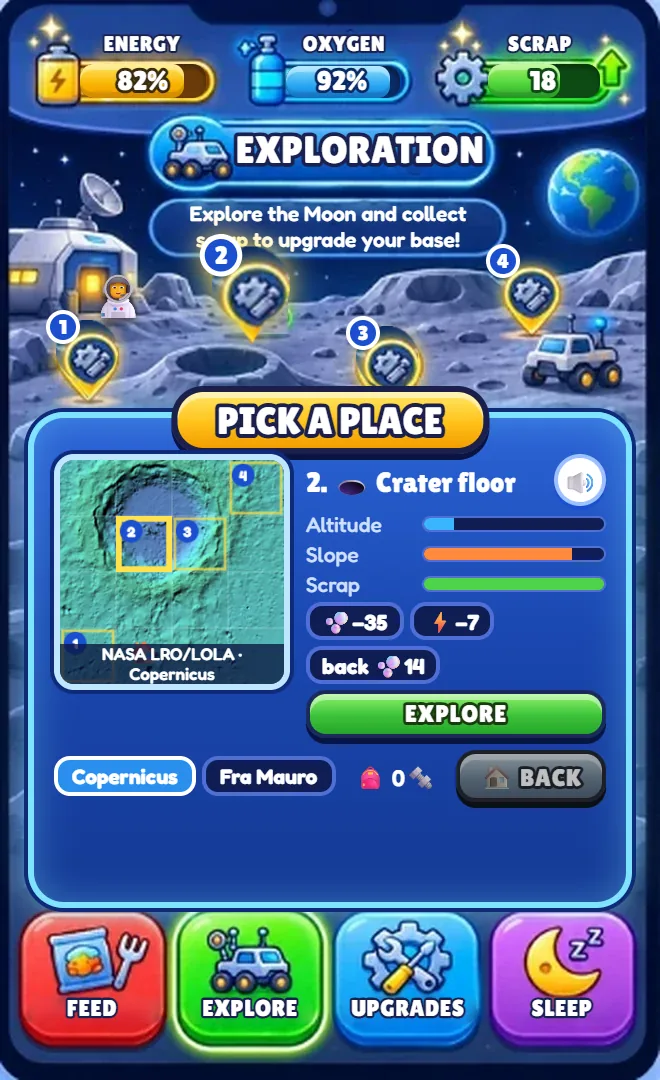 ENERGY
82%
OXYGEN
92%
SCRAP
18
EXPLORATION
Explore the Moon and collect
scrap to upgrade your base!
2
4
1
3
PICK A PLACE
4
2
3
1
NASA LRO/LOLA ·
Copernicus
2. Crater floor
Altitude
Slope
Scrap
–35
–7
back 14
EXPLORE
Copernicus
Fra Mauro
0
BACK
FEED
EXPLORE
UPGRADES
SLEEP